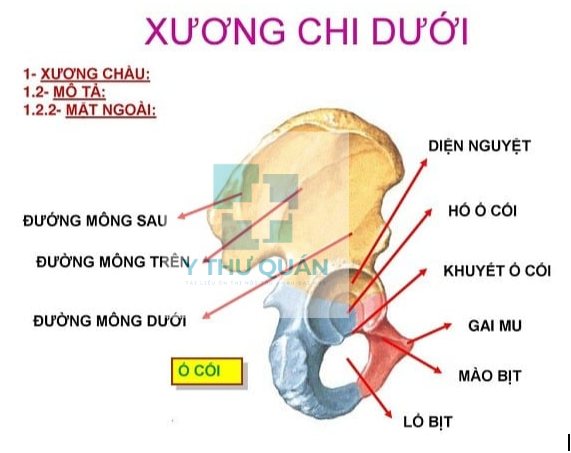 XƯƠNG CHI DƯỚI
1- XƯƠNG CHẬU:
1.2- MÔ TẢ:
1.2.2- MẶT NGOÀI:
DIỆN NGUYỆT
HỐ Ổ CỐI
ĐƯỜNG MÔNG SAU
ĐƯỜNG MÔNG TRÊN
Y THƯ QUÁN
KHUYẾT Ổ CỐI
ĐƯỜNG MÔNG DƯỚI
GAI MU
Ổ CỐI
MÀO BỊT
LỖ BỊT